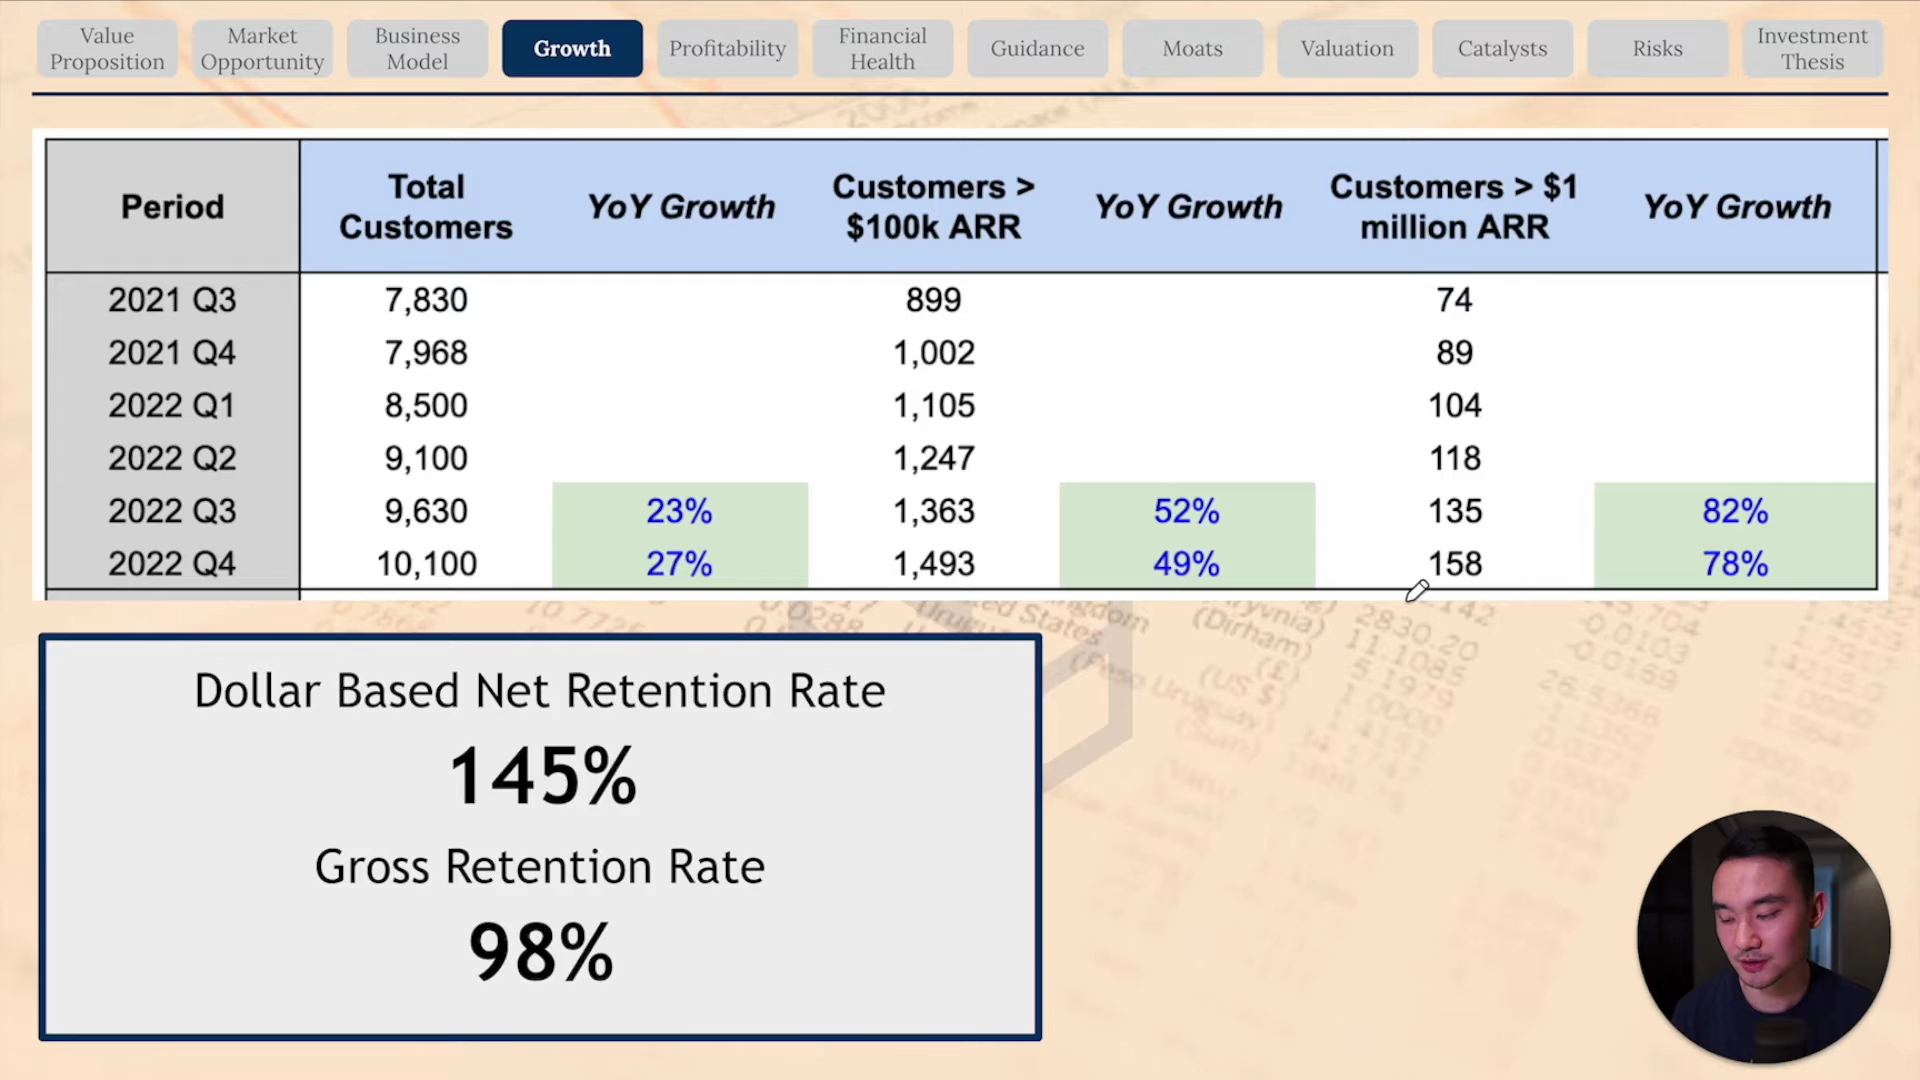 Value Proposition
Market Opportunity
Business Model
Growth
Profitability
Financial Health
Guidance
Moats
Valuation
Catalysts
Risks
Investment Thesis
Period Total Customers YoY Growth Customers > $100k ARR YoY Growth Customers > $1 million ARR YoY Growth
2021 Q3 7,830 899 74
2021 Q4 7,968 1,002 89
2022 Q1 8,500 1,105 104
2022 Q2 9,100 1,247 118
2022 Q3 9,630 23% 1,363 52% 135 82%
2022 Q4 10,100 27% 1,493 49% 158 78%
Dollar Based Net Retention Rate
145%
Gross Retention Rate
98%